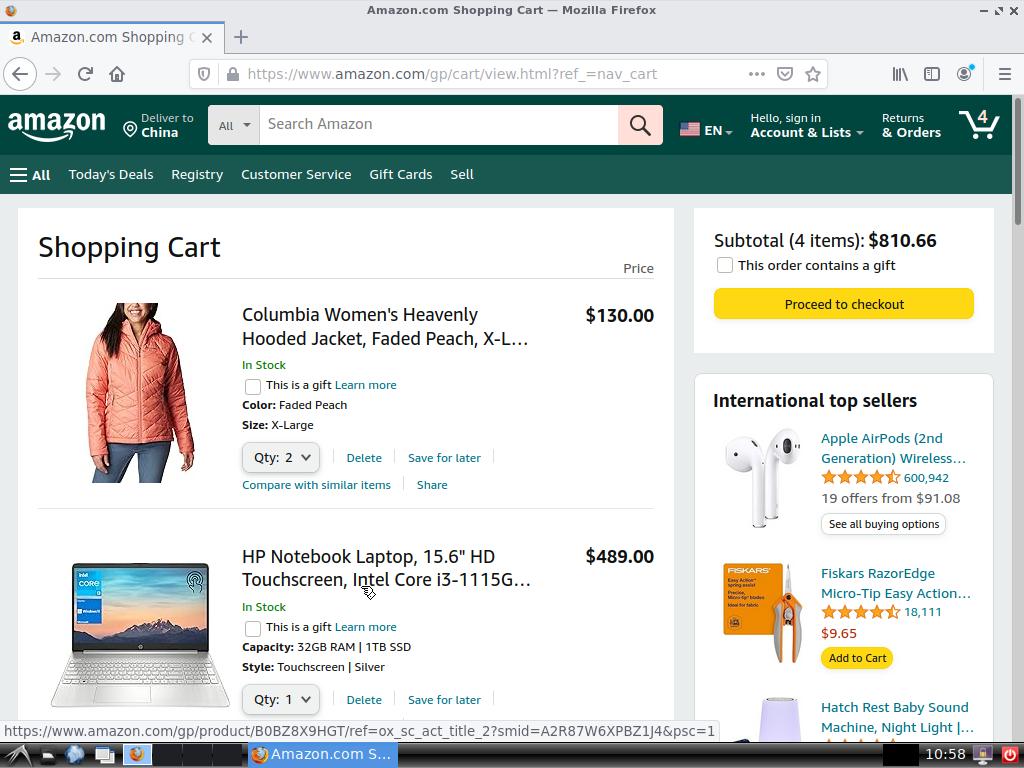 Amazon.com Shopping Cart — Mozilla Firefox
Amazon.com Shopping C
https://www.amazon.com/gp/cart/view.html?ref_=nav_cart
amazon
Deliver to
China
All
Search Amazon
EN
Hello, sign in
Account & Lists
Returns
& Orders
4
All
Today's Deals
Registry
Customer Service
Gift Cards
Sell
Shopping Cart
Price
Columbia Women's Heavenly
Hooded Jacket, Faded Peach, X-L…
$130.00
In Stock
This is a gift Learn more
Color: Faded Peach
Size: X-Large
Qty: 2
Delete
Save for later
Compare with similar items
Share
HP Notebook Laptop, 15.6" HD
Touchscreen, Intel Core i3-1115G…
$489.00
In Stock
This is a gift Learn more
Capacity: 32GB RAM | 1TB SSD
Style: Touchscreen | Silver
Qty: 1
Delete
Save for later
Subtotal (4 items): $810.66
This order contains a gift
Proceed to checkout
International top sellers
Apple AirPods (2nd
Generation) Wireless…
600,942
19 offers from $91.08
See all buying options
FISKARS
Fiskars RazorEdge
Micro-Tip Easy Action…
18,111
$9.65
Add to Cart
Hatch Rest Baby Sound
Machine, Night Light |…
https://www.amazon.com/gp/product/B0BZ8X9HGT/ref=ox_sc_act_title_2?smid=A2R87W6XPBZ1J4&psc=1
Amazon.com S...
10:58